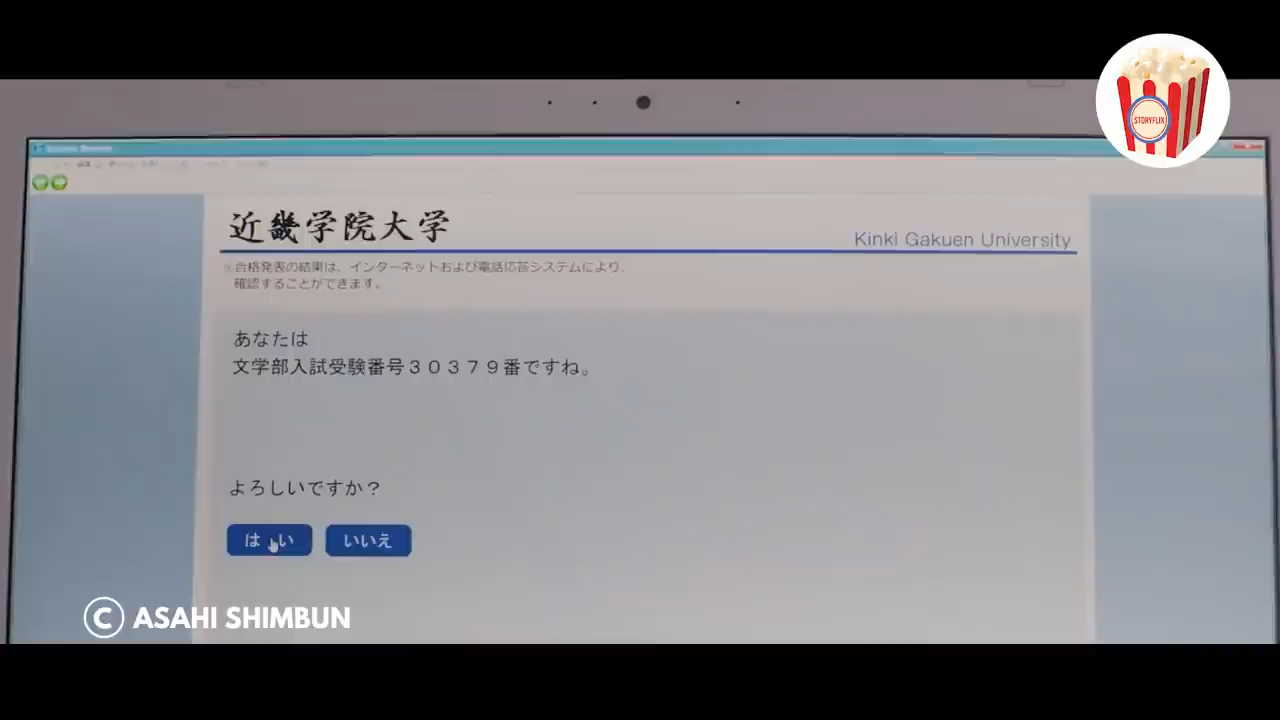 STORYFLIX
近畿学院大学
Kinki Gakuen University
※合格発表の結果は、インターネットおよび電話応答システムにより、
確認することができます。
あなたは
文学部入試受験番号３０３７９番ですね。
よろしいですか？
はい
いいえ
© ASAHI SHIMBUN